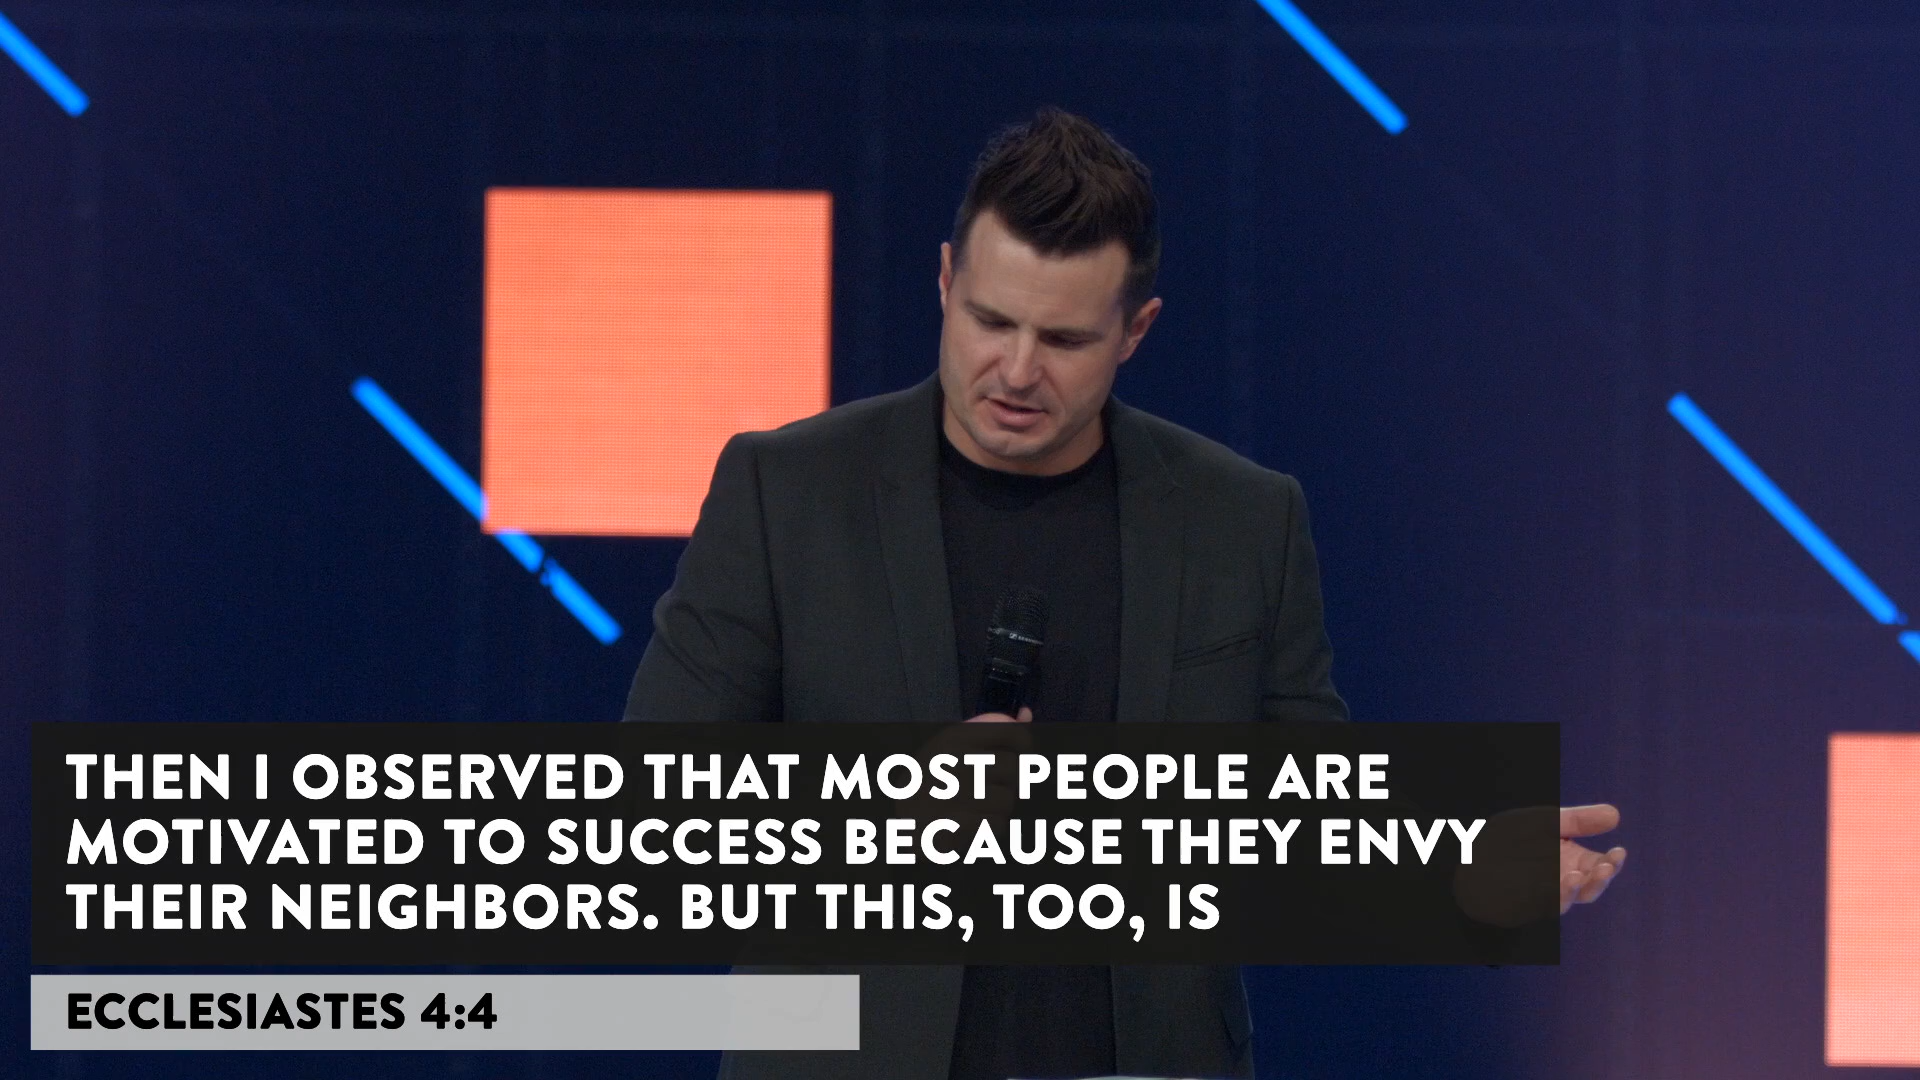 THEN I OBSERVED THAT MOST PEOPLE ARE
MOTIVATED TO SUCCESS BECAUSE THEY ENVY
THEIR NEIGHBORS. BUT THIS, TOO, IS
ECCLESIASTES 4:4